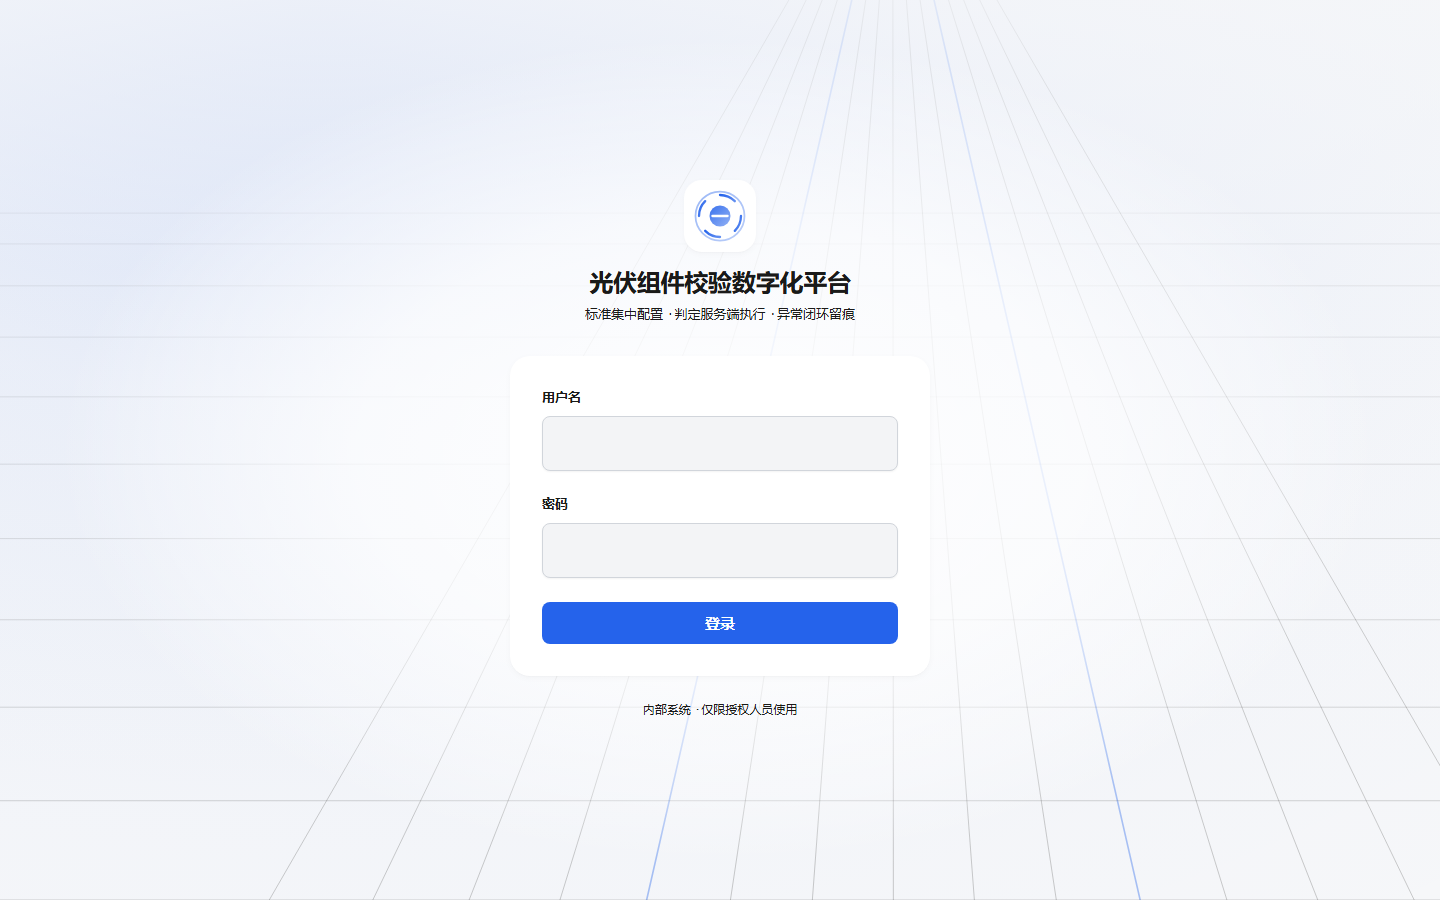 光伏组件校验数字化平台
标准集中配置 · 判定服务端执行 · 异常闭环留痕
用户名
密码
登录
内部系统 · 仅限授权人员使用